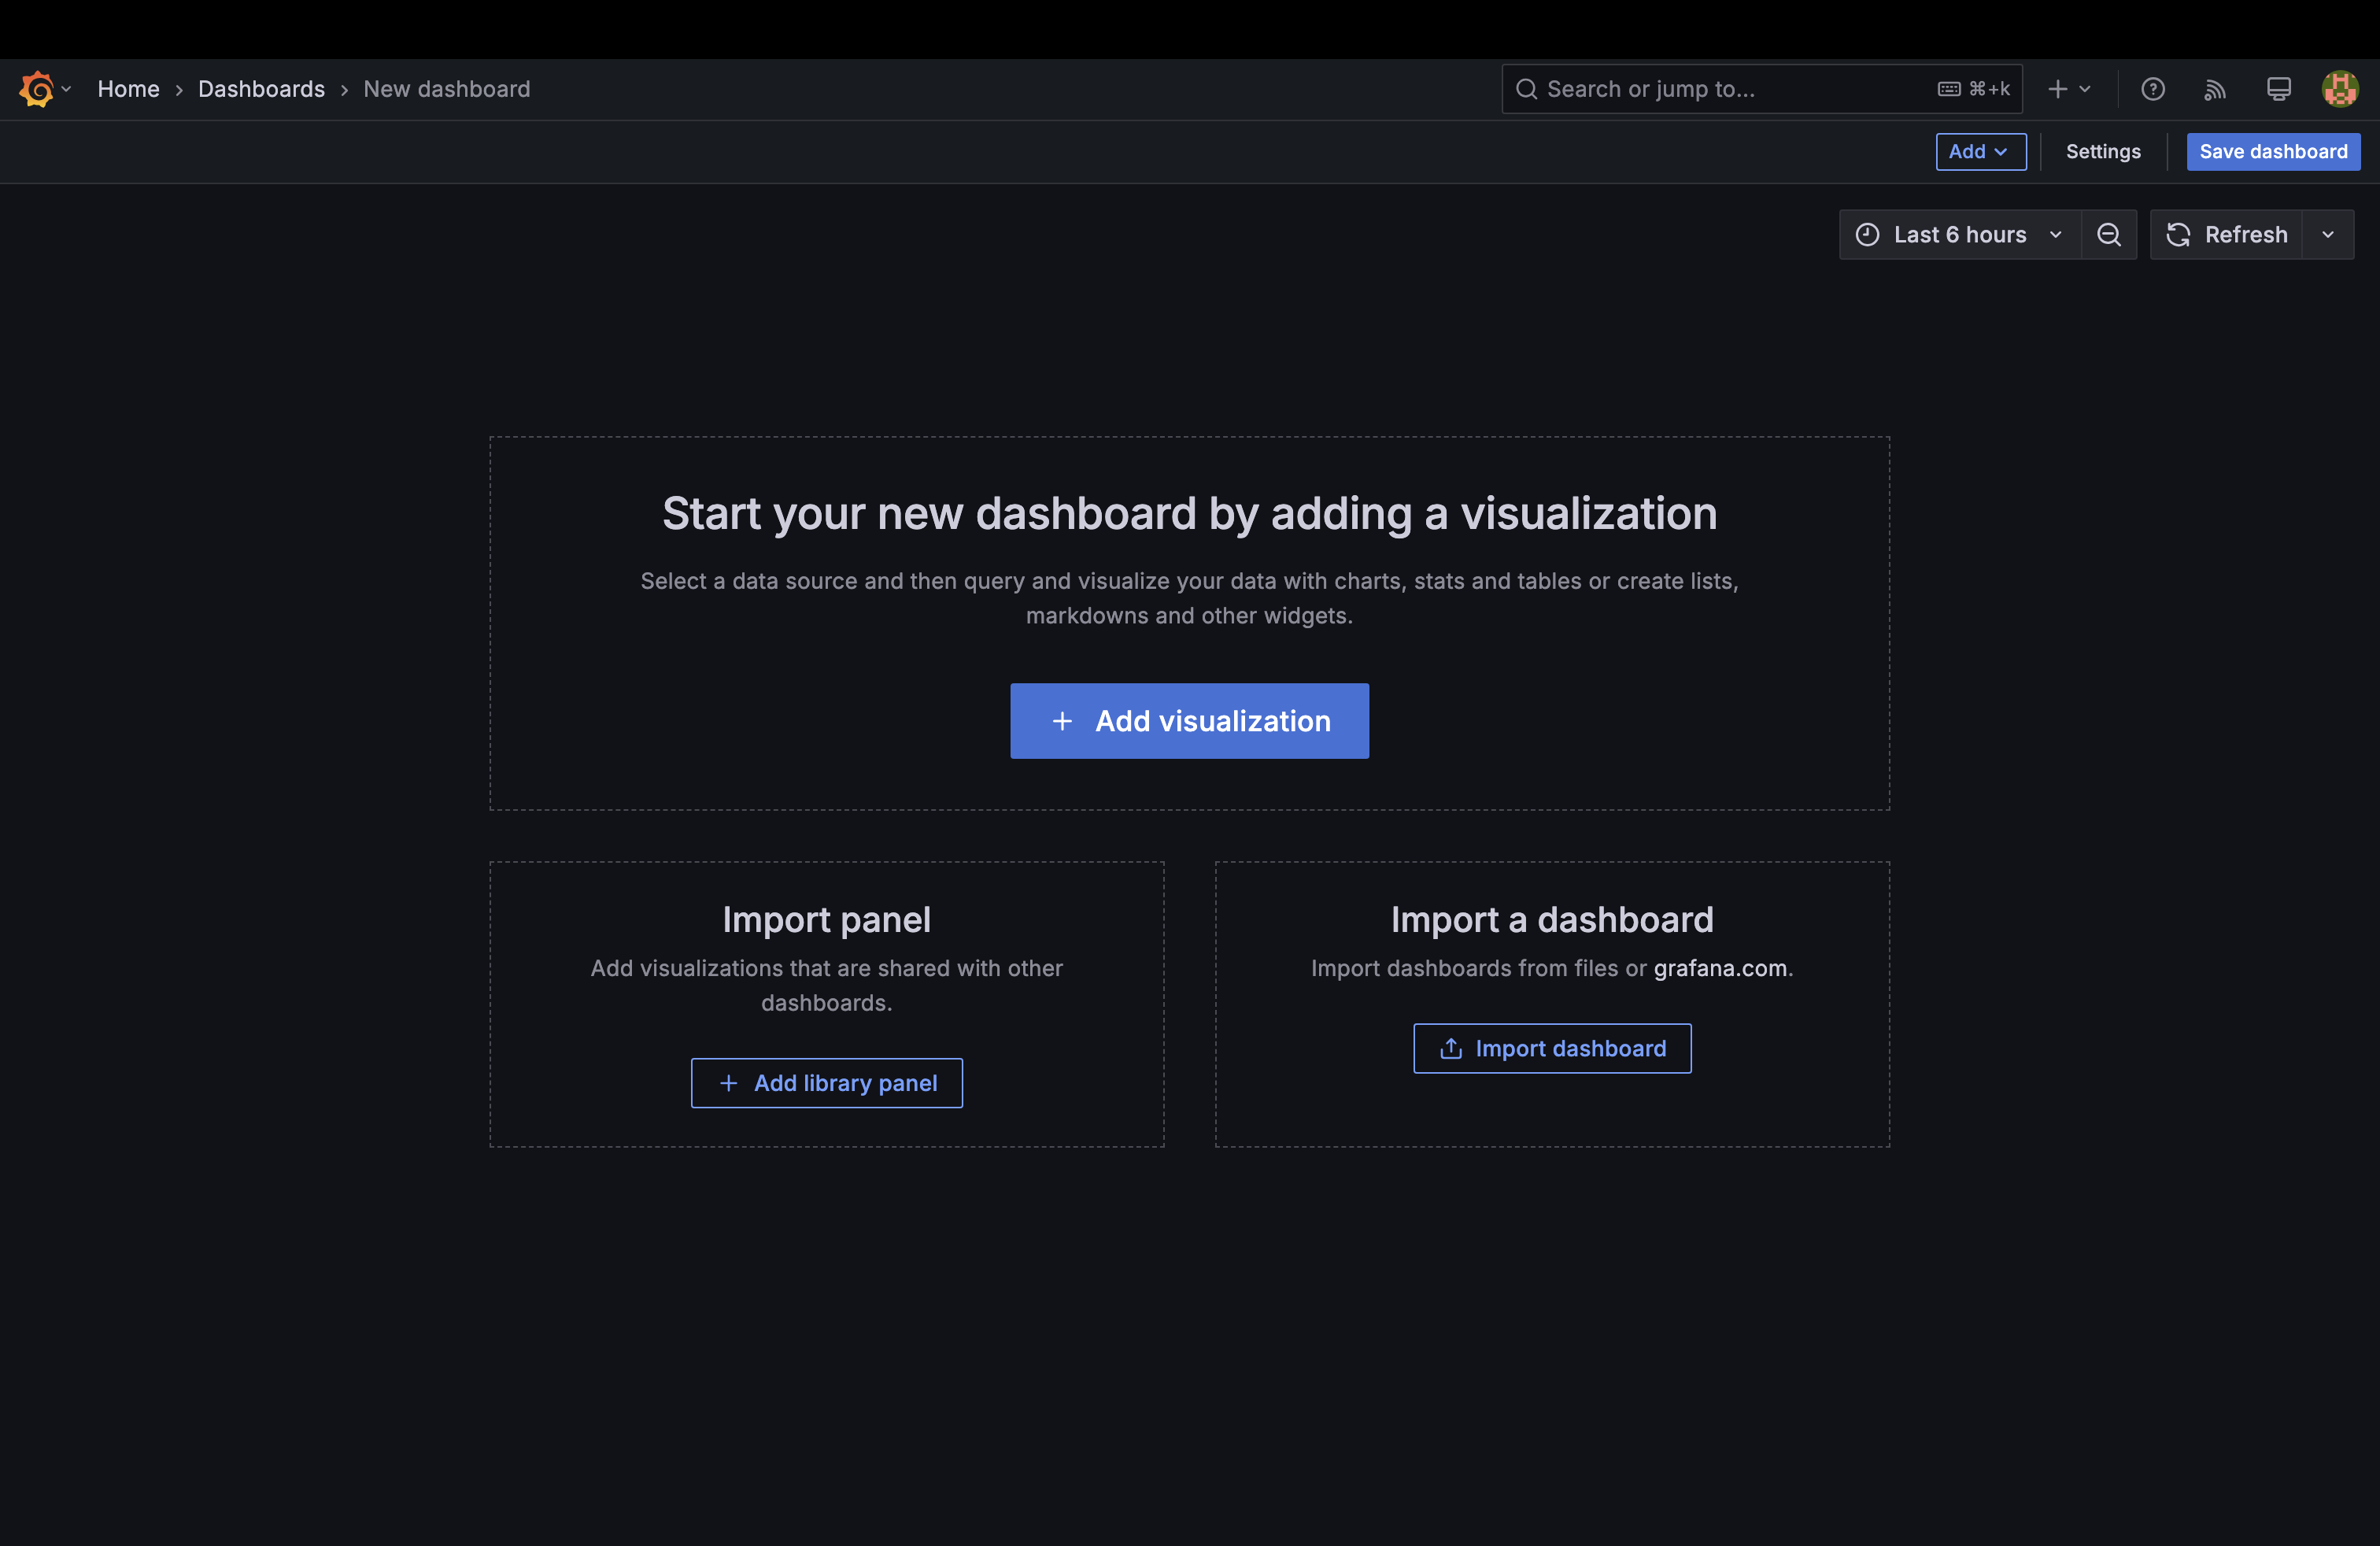 Home > Dashboards > New dashboard
Search or jump to... ⌘+k
Add
Settings
Save dashboard
Last 6 hours
Refresh
Start your new dashboard by adding a visualization
Select a data source and then query and visualize your data with charts, stats and tables or create lists,
markdowns and other widgets.
+ Add visualization
Import panel
Add visualizations that are shared with other
dashboards.
+ Add library panel
Import a dashboard
Import dashboards from files or grafana.com.
Import dashboard